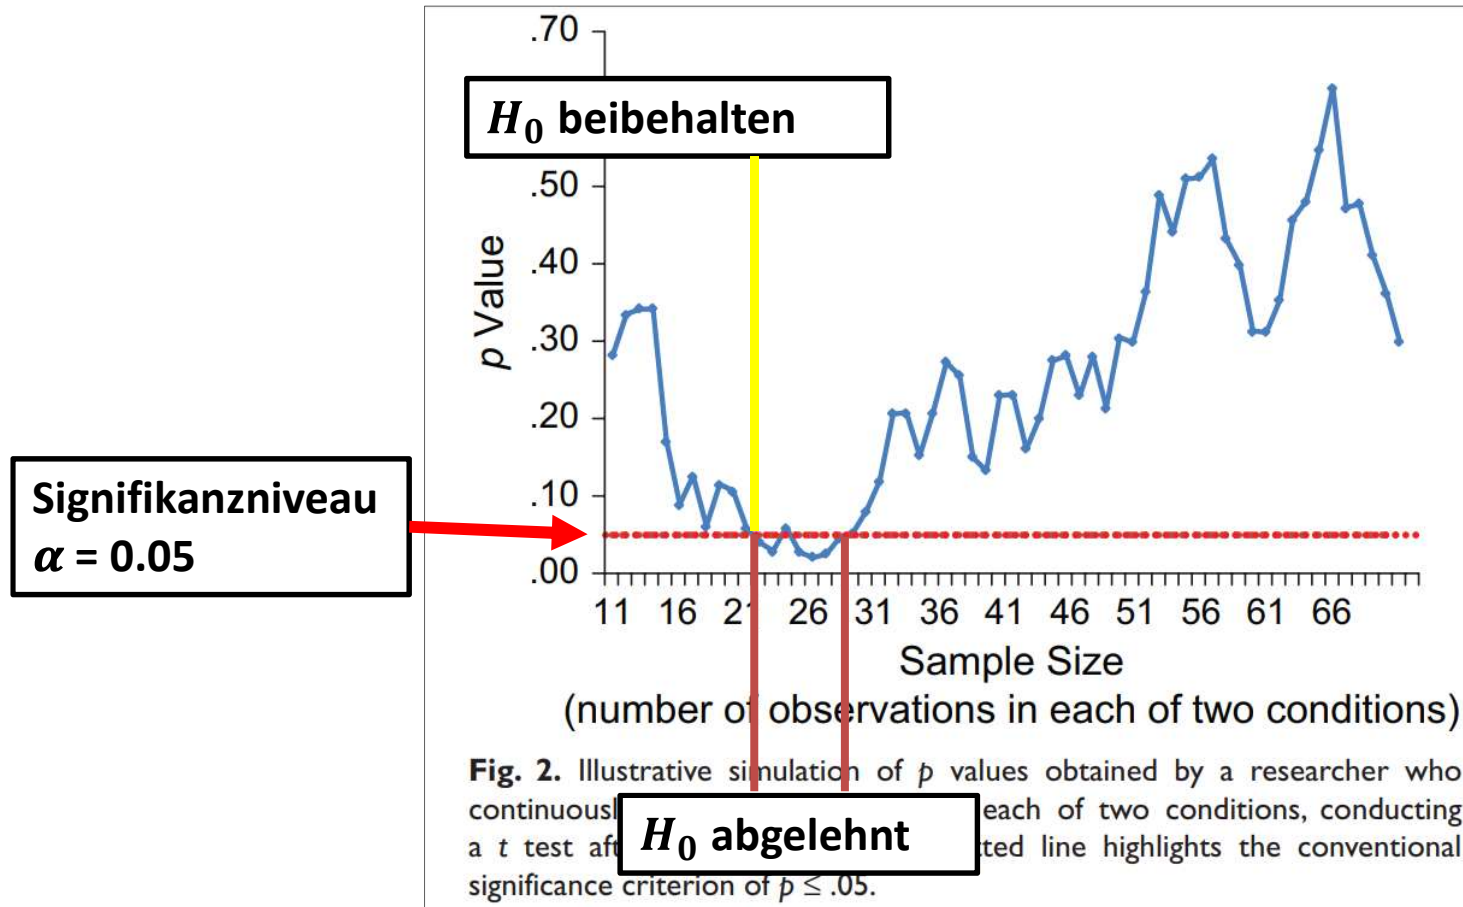 .70
H₀ beibehalten
.50
.40
.30
.20
.10
.00
p Value
Signifikanzniveau
α = 0.05
11 16 26 31 36 41 46 51 56 61 66
Sample Size
(number of observations in each of two conditions)
Fig. 2. Illustrative simulation of p values obtained by a researcher who
continuously each of two conditions, conducting
a t test line highlights the conventional
significance criterion of p ≤ .05.
H₀ abgelehnt